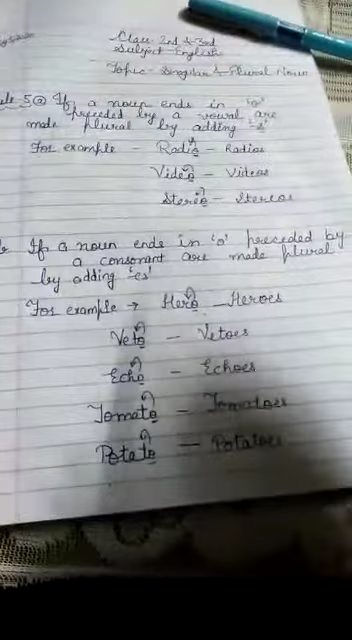 Class 2nd & 3rd
Subject English
Topic - Singular & Plural Noun
5(a) If a noun ends in 'o'
preceded by a vowel are
made plural by adding 's'
For example - Radio - Radios
Video - Videos
Stereo - Stereos
If a noun ends in 'o' preceded by
a consonant are made plural
by adding 'es'
For example → Hero - Heroes
Veto - Vetoes
Echo - Echoes
Tomato - Tomatoes
Potato - Potatoes